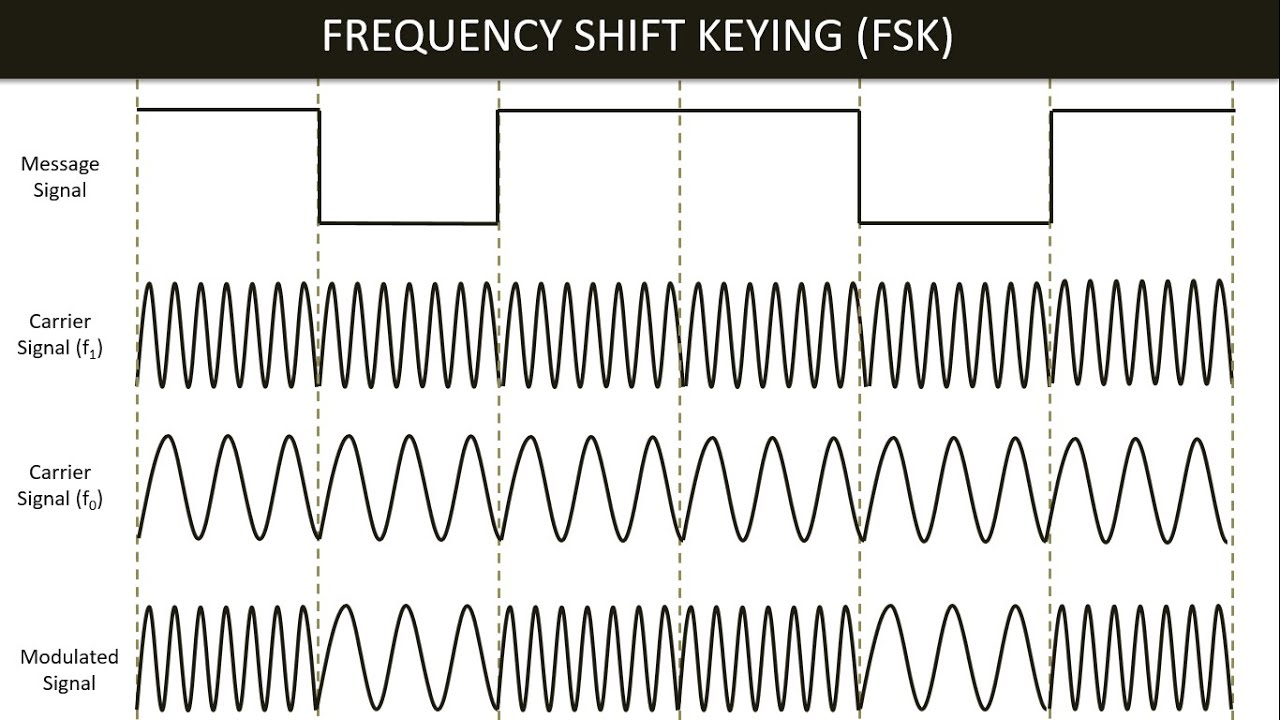 FREQUENCY SHIFT KEYING (FSK)
Message
Signal
Carrier
Signal (f₁)
Carrier
Signal (f₀)
Modulated
Signal